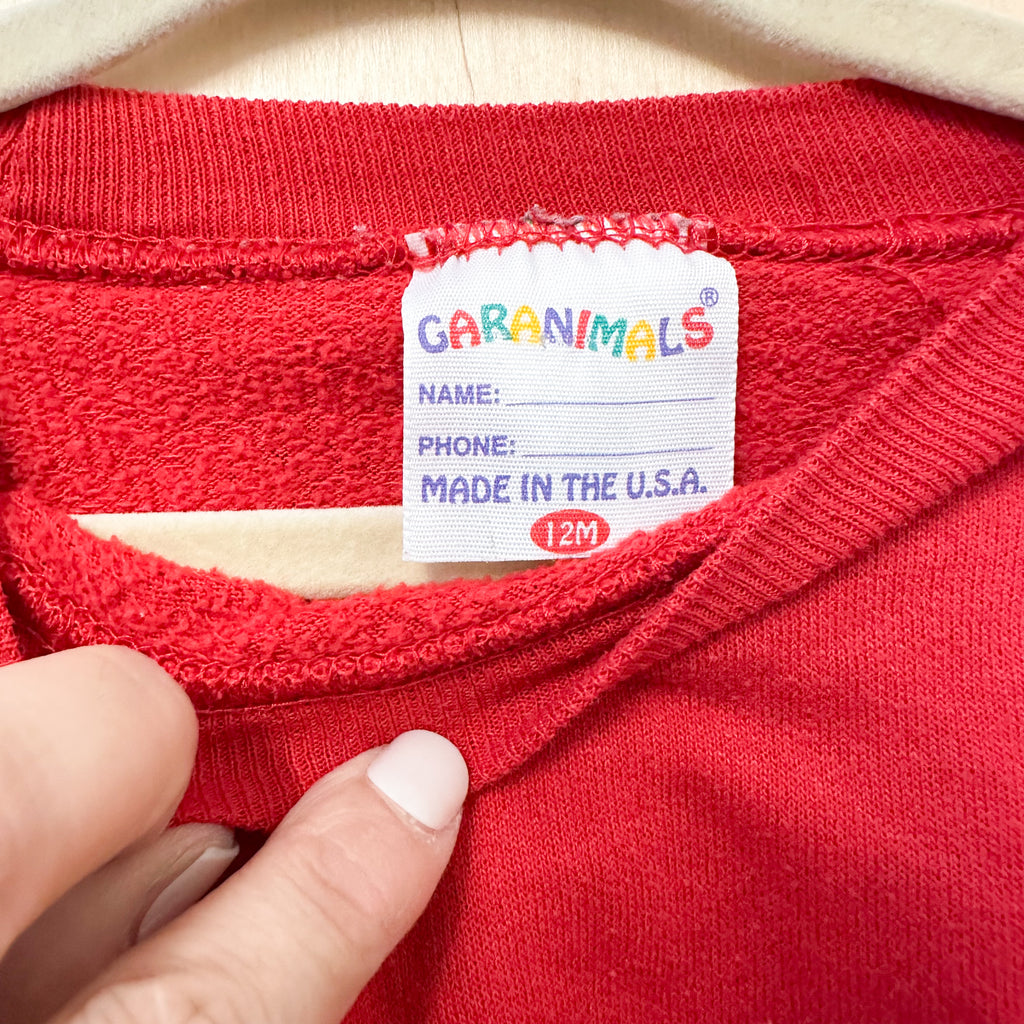 GARANIMALS®
NAME:
PHONE:
MADE IN THE U.S.A.
12M